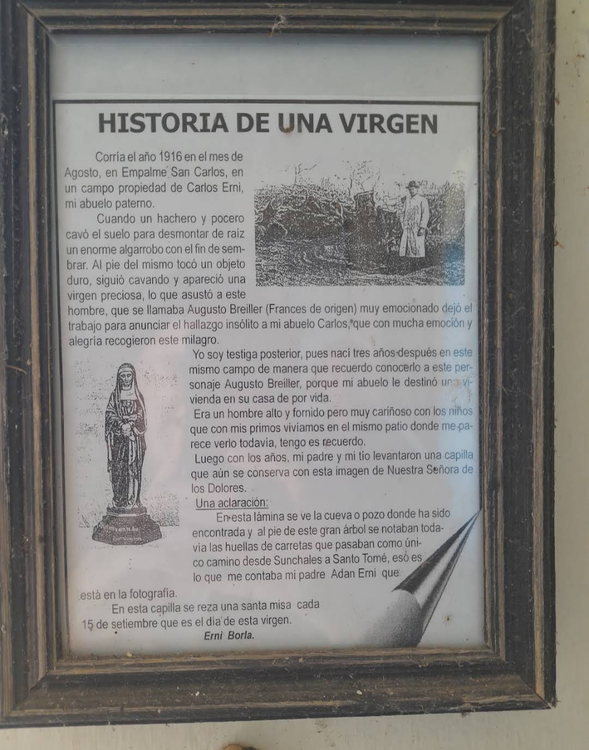 HISTORIA DE UNA VIRGEN
Corría el año 1916 en el mes de
Agosto, en Empalme San Carlos, en
un campo propiedad de Carlos Erni,
mi abuelo paterno.
Cuando un hachero y pocero
cavó el suelo para desmontar de raiz
un enorme algarrobo con el fin de sem-
brar. Al pie del mismo tocó un objeto
duro, siguió cavando y apareció una
virgen preciosa, lo que asustó a este
hombre, que se llamaba Augusto Breiller (Frances de origen) muy emocionado dejó el
trabajo para anunciar el hallazgo insólito a mi abuelo Carlos, que con mucha emoción y
alegria recogieron este milagro.
Yo soy testiga posterior, pues naci tres años después en este
mismo campo de manera que recuerdo conocerlo a este per-
sonaje Augusto Breiller, porque mi abuelo le destinó una vi-
vienda en su casa de por vida.
Era un hombre alto y fornido pero muy cariñoso con los niños
que con mis primos viviamos en el mismo patio donde me pa-
rece verlo todavia, tengo es recuerdo.
Luego con los años, mi padre y mi tío levantaron una capilla
que aún se conserva con esta imagen de Nuestra Señora de
los Dolores.
Una aclaración:
En esta lámina se ve la cueva o pozo donde ha sido
encontrada y al pie de este gran árbol se notaban toda-
via las huellas de carretas que pasaban como úni-
co camino desde Sunchales a Santo Tomé, eso es
lo que me contaba mi padre Adan Erni que
está en la fotografía.
En esta capilla se reza una santa misa cada
15 de setiembre que es el dia de esta virgen.
Erni Borla.